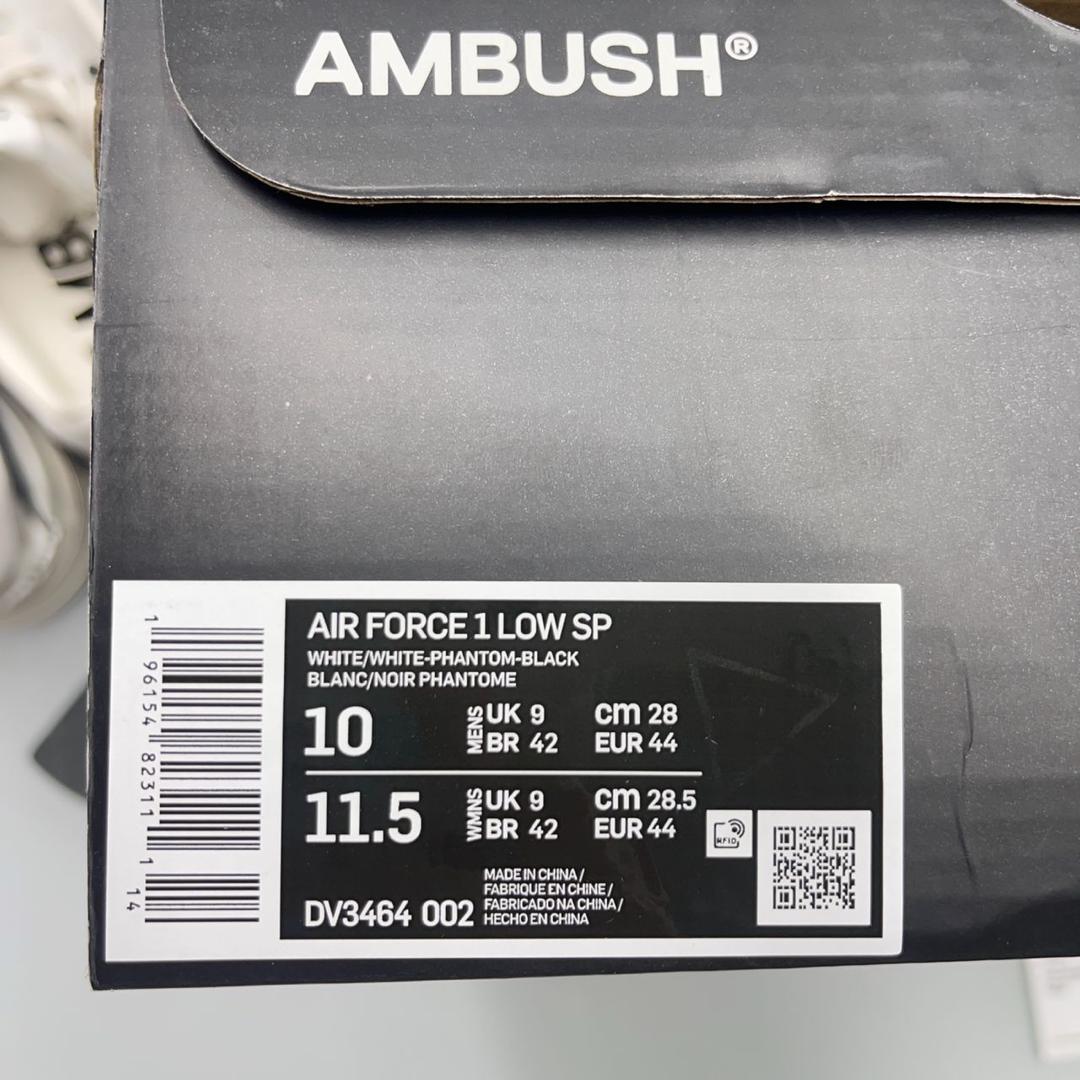 AMBUSH®
AIR FORCE 1 LOW SP
WHITE/WHITE-PHANTOM-BLACK
BLANC/NOIR PHANTOME
10 MENS UK 9 cm 28
BR 42 EUR 44
11.5 WMNS UK 9 cm 28.5
BR 42 EUR 44
RFID
MADE IN CHINA /
FABRIQUE EN CHINE /
FABRICADO NA CHINA /
HECHO EN CHINA
DV3464 002
1 96154 82311 1 14